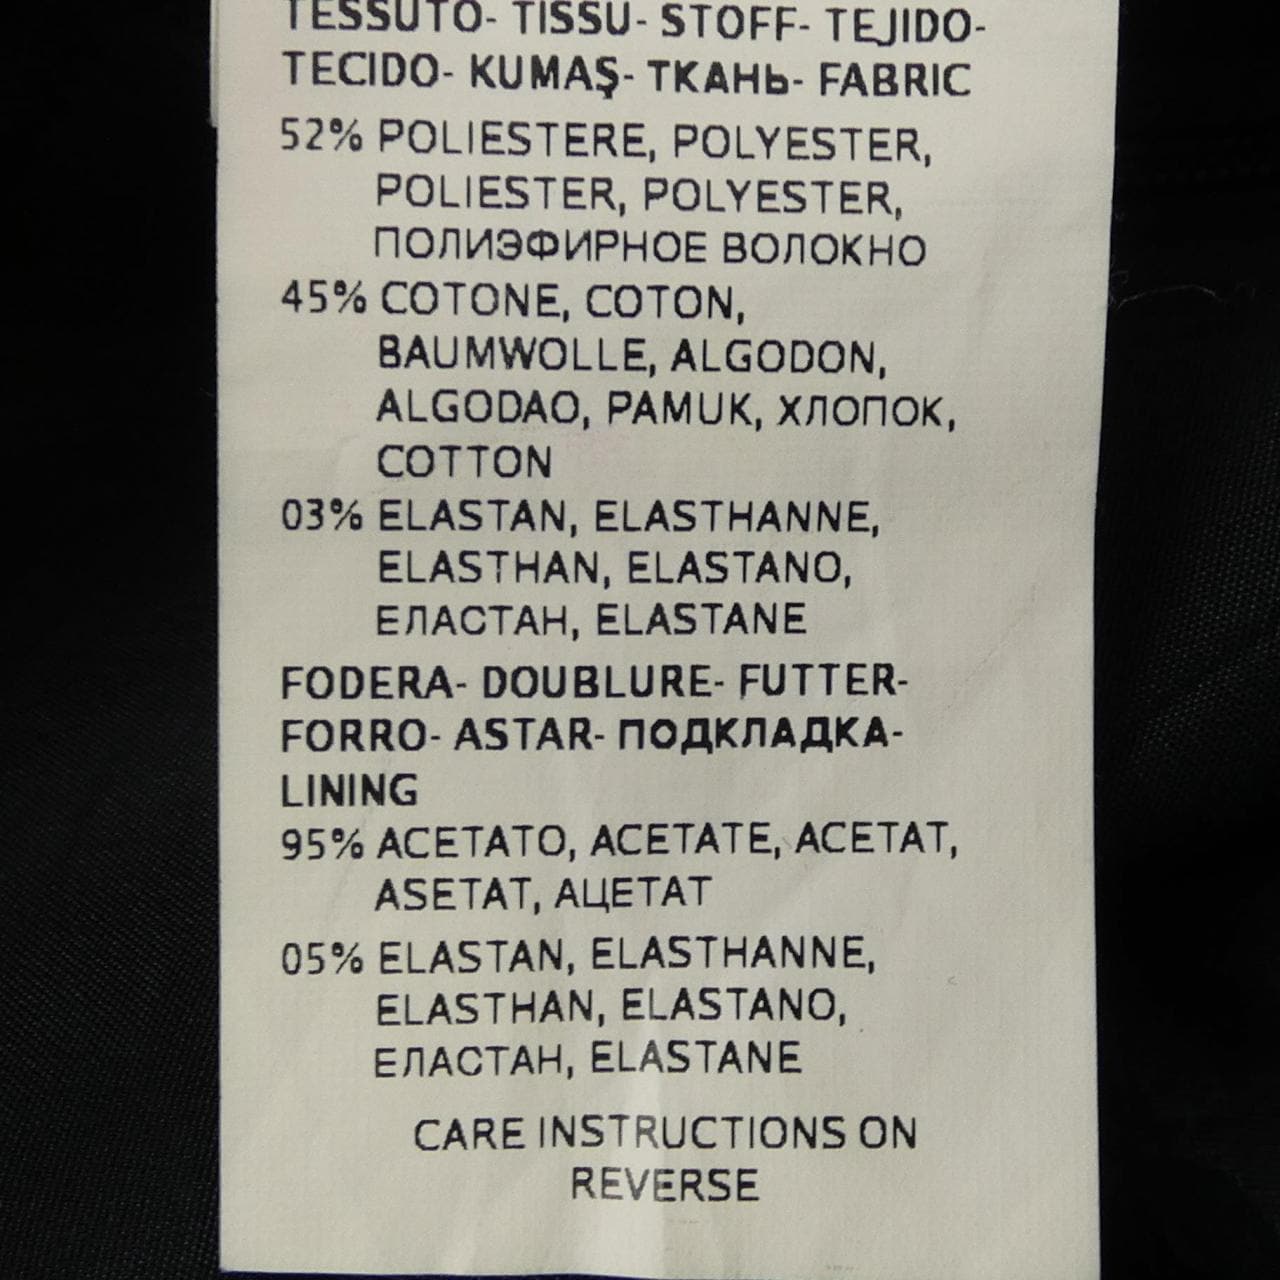 TESSUTO- TISSU- STOFF- TEJIDO-
TECIDO- KUMAŞ- ТКАНЬ- FABRIC
52% POLIESTERE, POLYESTER,
POLIESTER, POLYESTER,
ПОЛИЭФИРНОЕ ВОЛОКНО
45% COTONE, COTON,
BAUMWOLLE, ALGODON,
ALGODAO, PAMUK, ХЛОПОК,
COTTON
03% ELASTAN, ELASTHANNE,
ELASTHAN, ELASTANO,
ЕЛАСТАН, ELASTANE
FODERA- DOUBLURE- FUTTER-
FORRO- ASTAR- ПОДКЛАДКА-
LINING
95% ACETATO, ACETATE, ACETAT,
ASETAT, АЦЕТАТ
05% ELASTAN, ELASTHANNE,
ELASTHAN, ELASTANO,
ЕЛАСТАН, ELASTANE
CARE INSTRUCTIONS ON
REVERSE